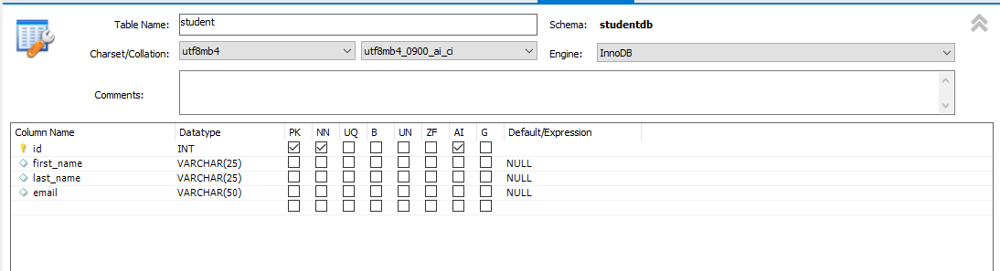 Table Name: student Schema: studentdb
Charset/Collation: utf8mb4 utf8mb4_0900_ai_ci Engine: InnoDB
Comments:
Column Name Datatype PK NN UQ B UN ZF AI G Default/Expression
id INT
first_name VARCHAR(25) NULL
last_name VARCHAR(25) NULL
email VARCHAR(50) NULL